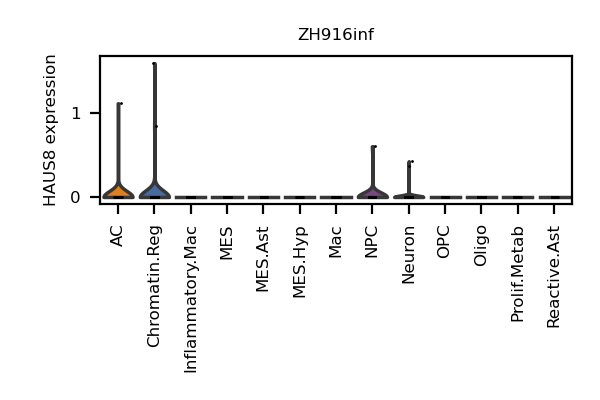 ZH916inf
HAUS8 expression
1
0
AC
Chromatin.Reg
Inflammatory.Mac
MES
MES.Ast
MES.Hyp
Mac
NPC
Neuron
OPC
Oligo
Prolif.Metab
Reactive.Ast